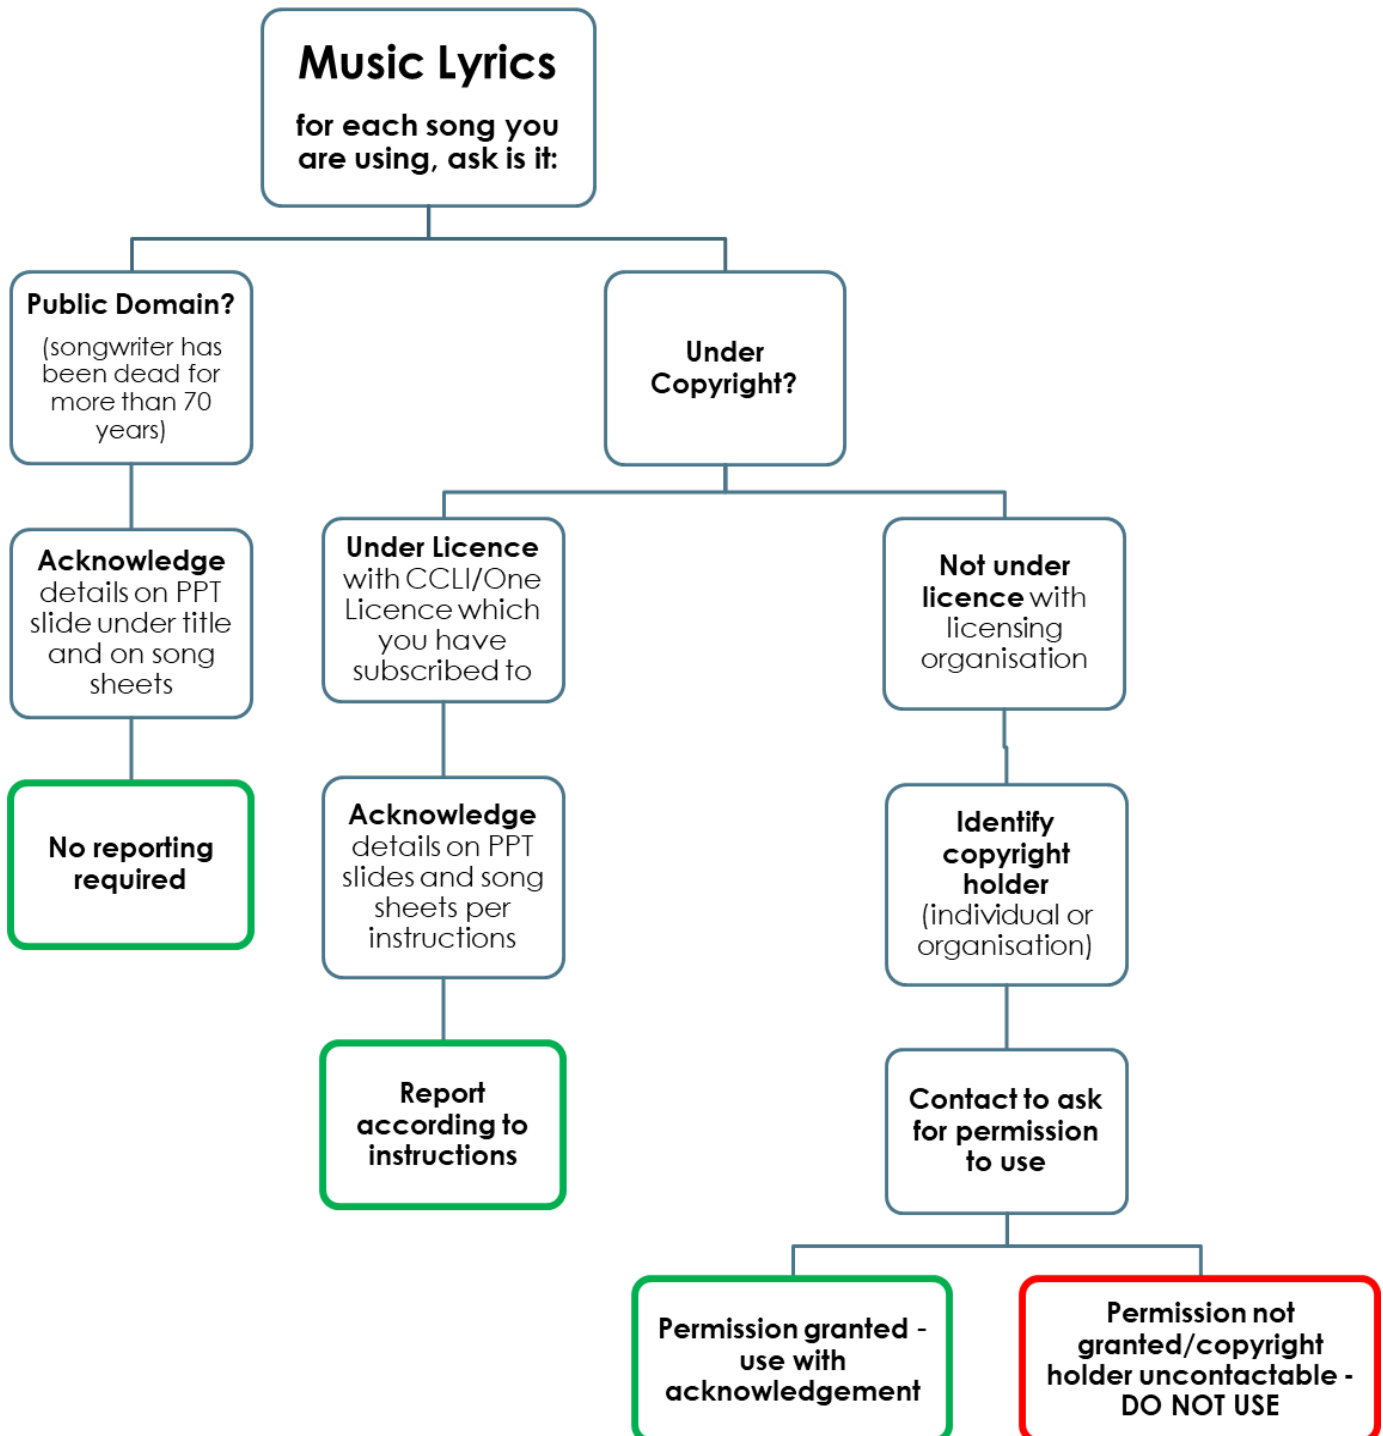 Music Lyrics
for each song you
are using, ask is it:
Public Domain?
(songwriter has
been dead for
more than 70
years)
Under
Copyright?
Acknowledge
details on PPT
slide under title
and on song
sheets
Under Licence
with CCLI/One
Licence which
you have
subscribed to
Not under
licence with
licensing
organisation
No reporting
required
Acknowledge
details on PPT
slides and song
sheets per
instructions
Identify
copyright
holder
(individual or
organisation)
Report
according to
instructions
Contact to ask
for permission
to use
Permission granted -
use with
acknowledgement
Permission not
granted/copyright
holder uncontactable -
DO NOT USE